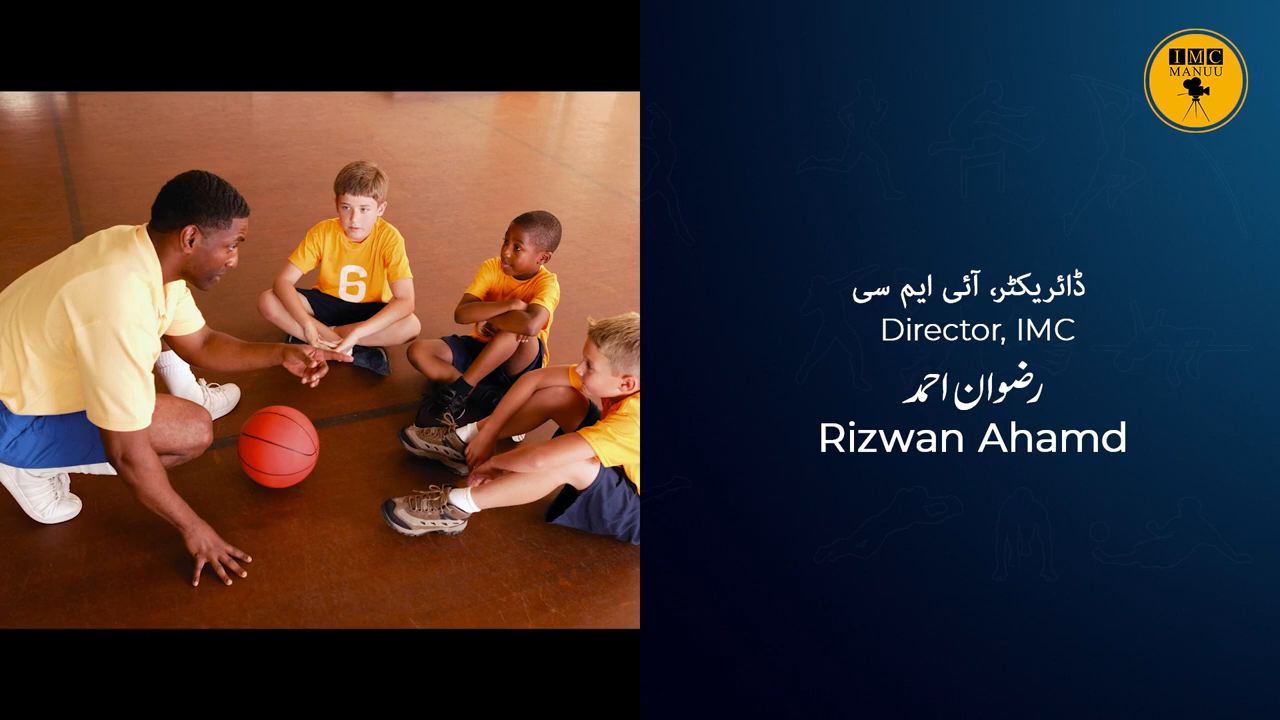 IMC
MANUU
6
ڈائریکٹر، آئی ایم سی
Director, IMC
رضوان احمد
Rizwan Ahamd